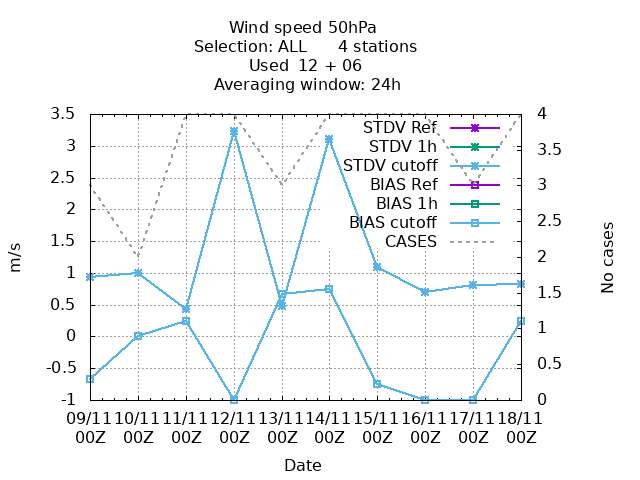 Wind speed 50hPa
Selection: ALL 4 stations
Used 12 + 06
Averaging window: 24h
3.5
3
2.5
2
1.5
1
0.5
0
-0.5
-1
m/s
4
3.5
3
2.5
2
1.5
1
0.5
0
No cases
STDV Ref
STDV 1h
STDV cutoff
BIAS Ref
BIAS 1h
BIAS cutoff
CASES
09/11 10/11 11/11 12/11 13/11 14/11 15/11 16/11 17/11 18/11
00Z 00Z 00Z 00Z 00Z 00Z 00Z 00Z 00Z 00Z
Date